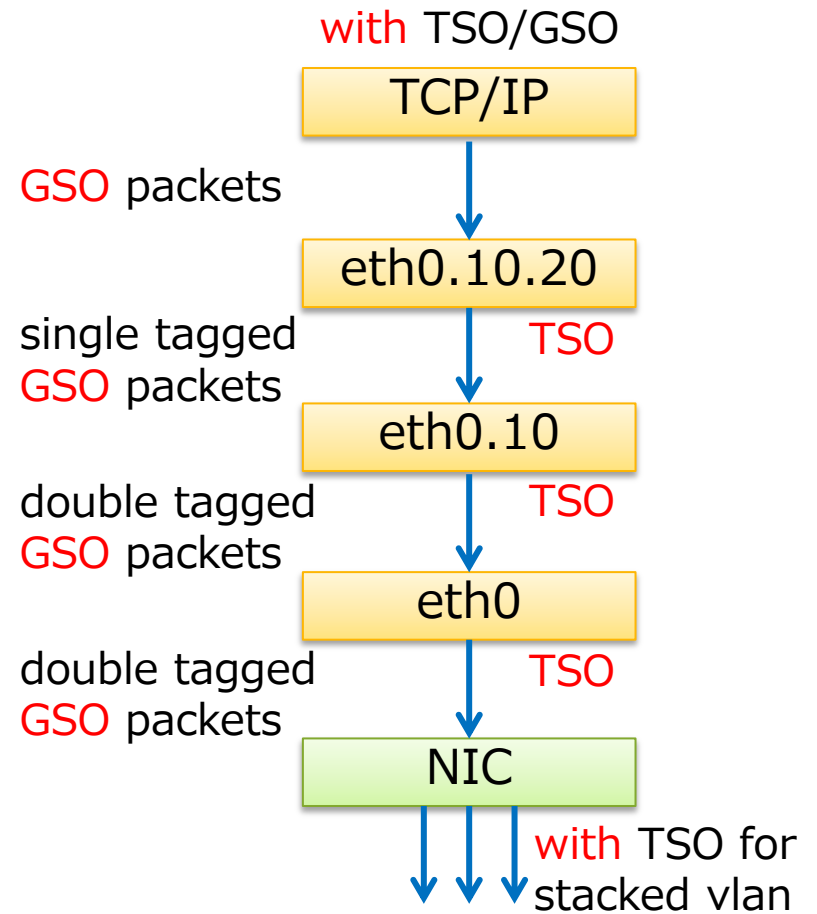 with TSO/GSO
TCP/IP
GSO packets
eth0.10.20
single tagged
GSO packets
TSO
eth0.10
double tagged
GSO packets
TSO
eth0
double tagged
GSO packets
TSO
NIC
with TSO for
stacked vlan